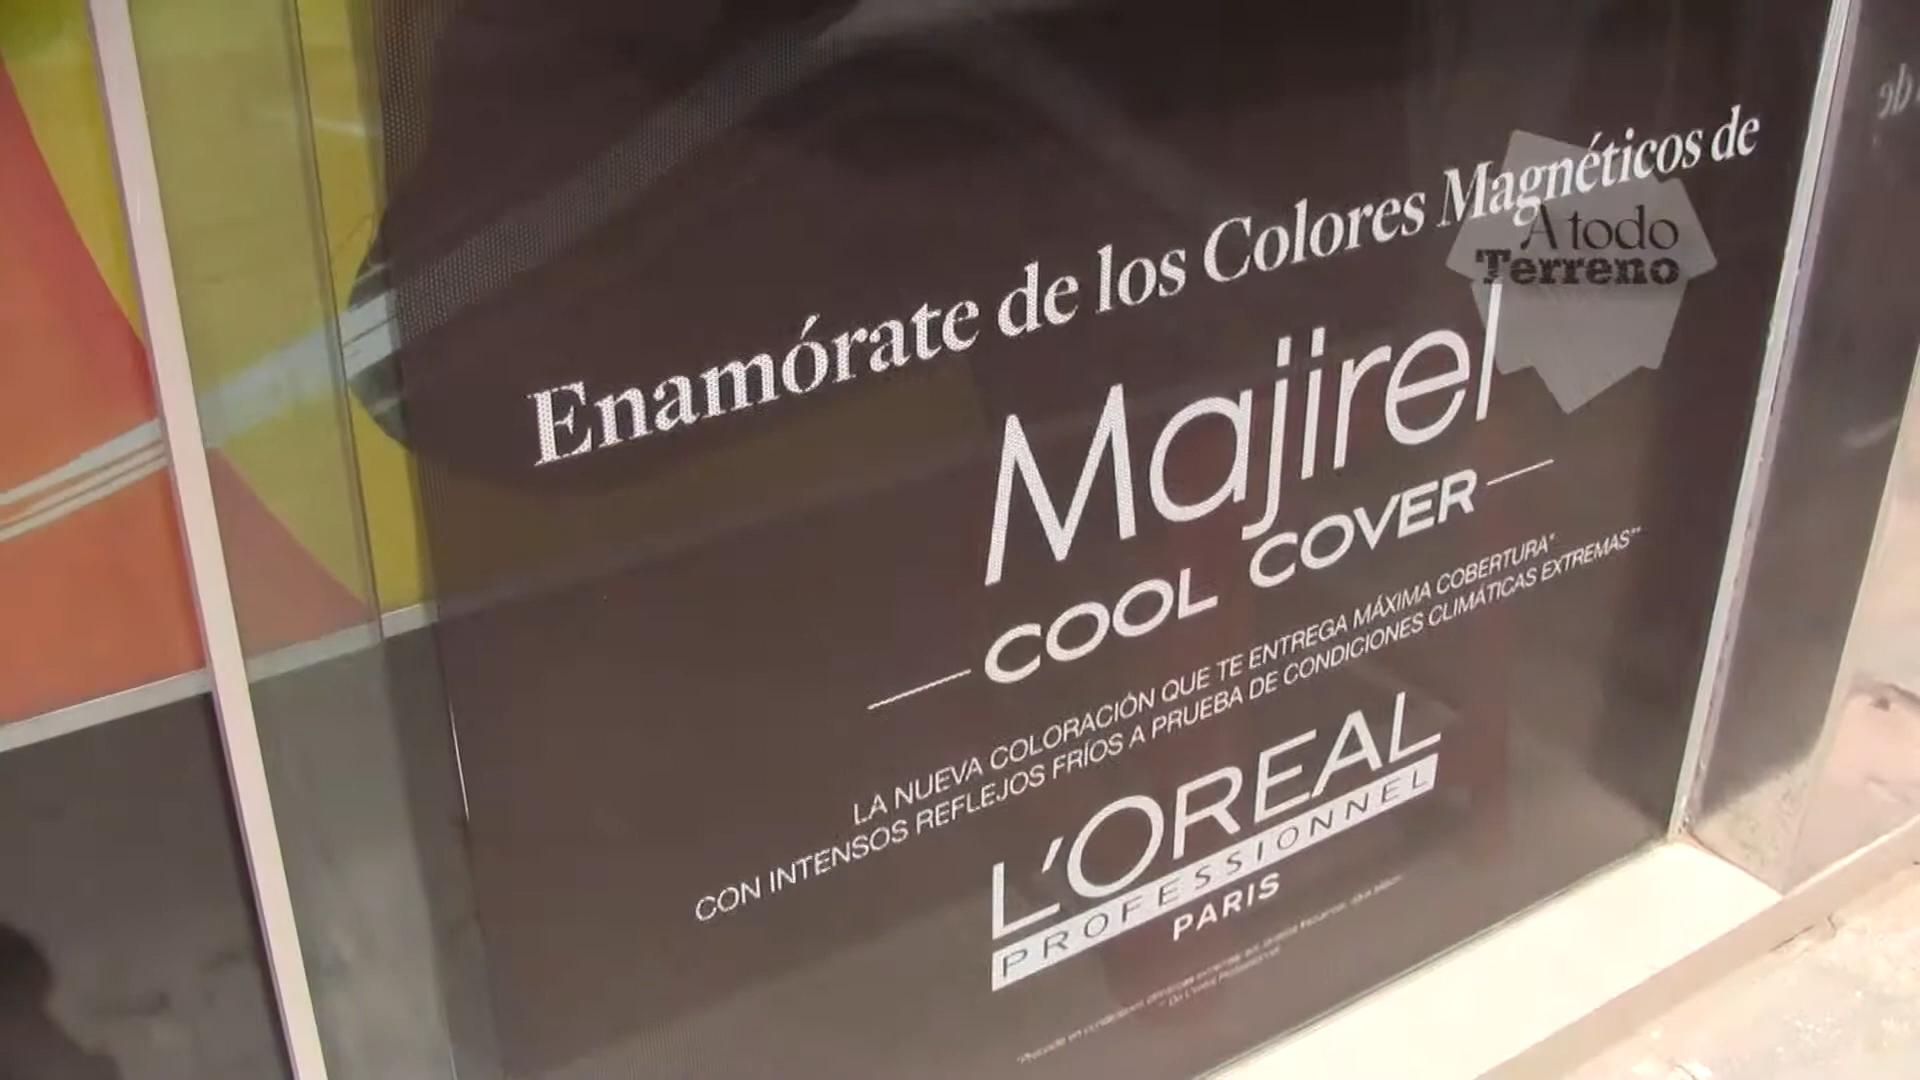 Enamórate de los Colores Magnéticos de
A todo
Terreno
Majirel
COOL COVER
LA NUEVA COLORACIÓN QUE TE ENTREGA MÁXIMA COBERTURA*
CON INTENSOS REFLEJOS FRÍOS A PRUEBA DE CONDICIONES CLIMÁTICAS EXTREMAS**
L'ORÉAL
PROFESSIONNEL
PARIS